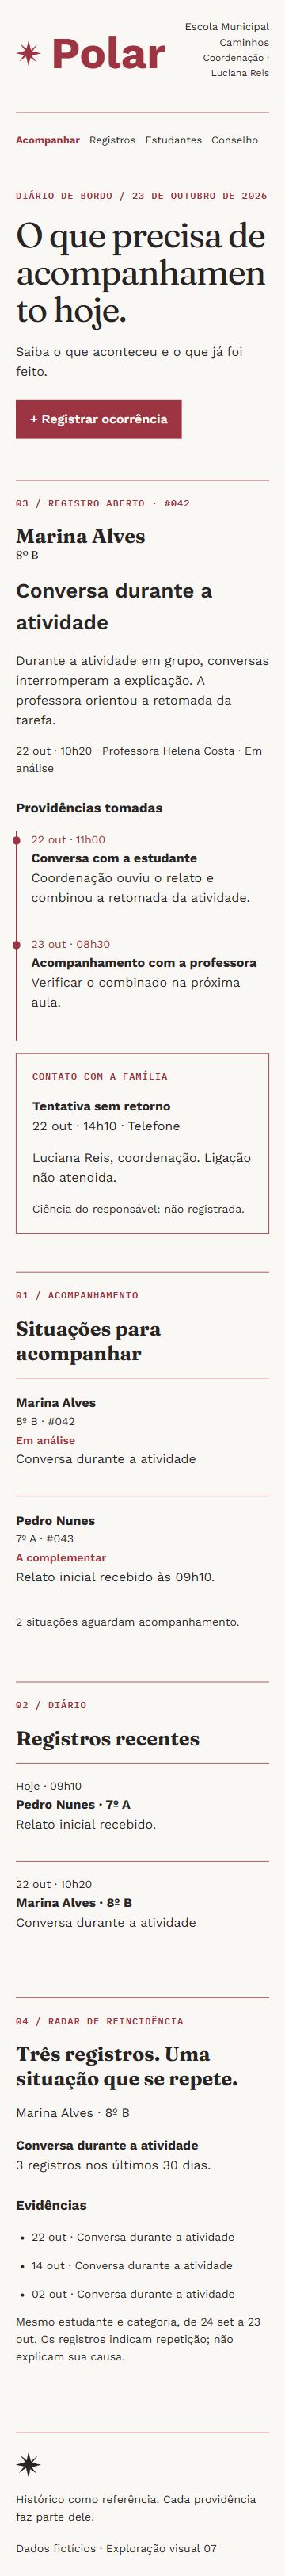 Polar
Escola Municipal
Caminhos
Coordenação ·
Luciana Reis
Acompanhar Registros Estudantes Conselho
DIÁRIO DE BORDO / 23 DE OUTUBRO DE 2026
O que precisa de
acompanhamen
to hoje.
Saiba o que aconteceu e o que já foi
feito.
+ Registrar ocorrência
03 / REGISTRO ABERTO · #042
Marina Alves
8º B
Conversa durante a
atividade
Durante a atividade em grupo, conversas
interromperam a explicação. A
professora orientou a retomada da
tarefa.
22 out · 10h20 · Professora Helena Costa · Em
análise
Providências tomadas
22 out · 11h00
Conversa com a estudante
Coordenação ouviu o relato e
combinou a retomada da atividade.
23 out · 08h30
Acompanhamento com a professora
Verificar o combinado na próxima
aula.
CONTATO COM A FAMÍLIA
Tentativa sem retorno
22 out · 14h10 · Telefone
Luciana Reis, coordenação. Ligação
não atendida.
Ciência do responsável: não registrada.
01 / ACOMPANHAMENTO
Situações para
acompanhar
Marina Alves
8º B · #042
Em análise
Conversa durante a atividade
Pedro Nunes
7º A · #043
A complementar
Relato inicial recebido às 09h10.
2 situações aguardam acompanhamento.
02 / DIÁRIO
Registros recentes
Hoje · 09h10
Pedro Nunes · 7º A
Relato inicial recebido.
22 out · 10h20
Marina Alves · 8º B
Conversa durante a atividade
04 / RADAR DE REINCIDÊNCIA
Três registros. Uma
situação que se repete.
Marina Alves · 8º B
Conversa durante a atividade
3 registros nos últimos 30 dias.
Evidências
• 22 out · Conversa durante a atividade
• 14 out · Conversa durante a atividade
• 02 out · Conversa durante a atividade
Mesmo estudante e categoria, de 24 set a 23
out. Os registros indicam repetição; não
explicam sua causa.
Histórico como referência. Cada providência
faz parte dele.
Dados fictícios · Exploração visual 07